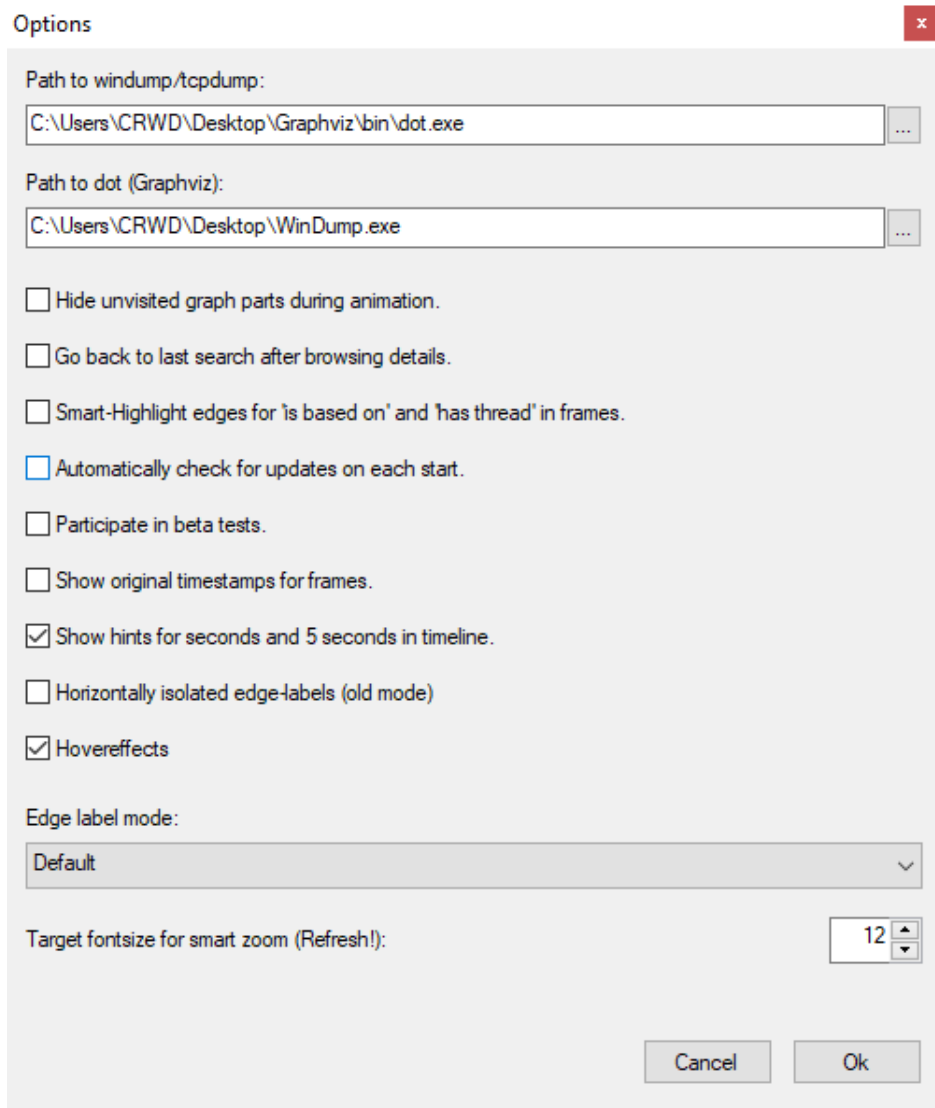 Options
x
Path to windump/tcpdump:
C:\Users\CRWD\Desktop\Graphviz\bin\dot.exe
...
Path to dot (Graphviz):
C:\Users\CRWD\Desktop\WinDump.exe
...
Hide unvisited graph parts during animation.
Go back to last search after browsing details.
Smart-Highlight edges for 'is based on' and 'has thread' in frames.
Automatically check for updates on each start.
Participate in beta tests.
Show original timestamps for frames.
Show hints for seconds and 5 seconds in timeline.
Horizontally isolated edge-labels (old mode)
Hovereffects
Edge label mode:
Default
Target fontsize for smart zoom (Refresh!):
12
Cancel
Ok